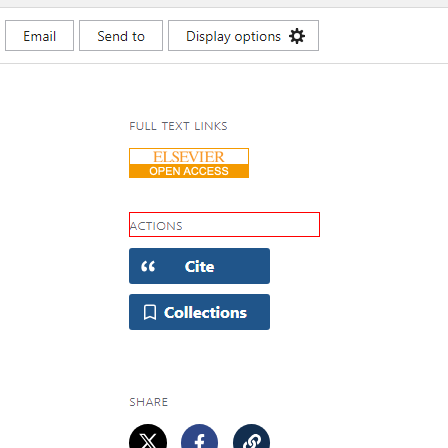 Email Send to Display options
FULL TEXT LINKS
ELSEVIER
OPEN ACCESS
ACTIONS
Cite
Collections
SHARE